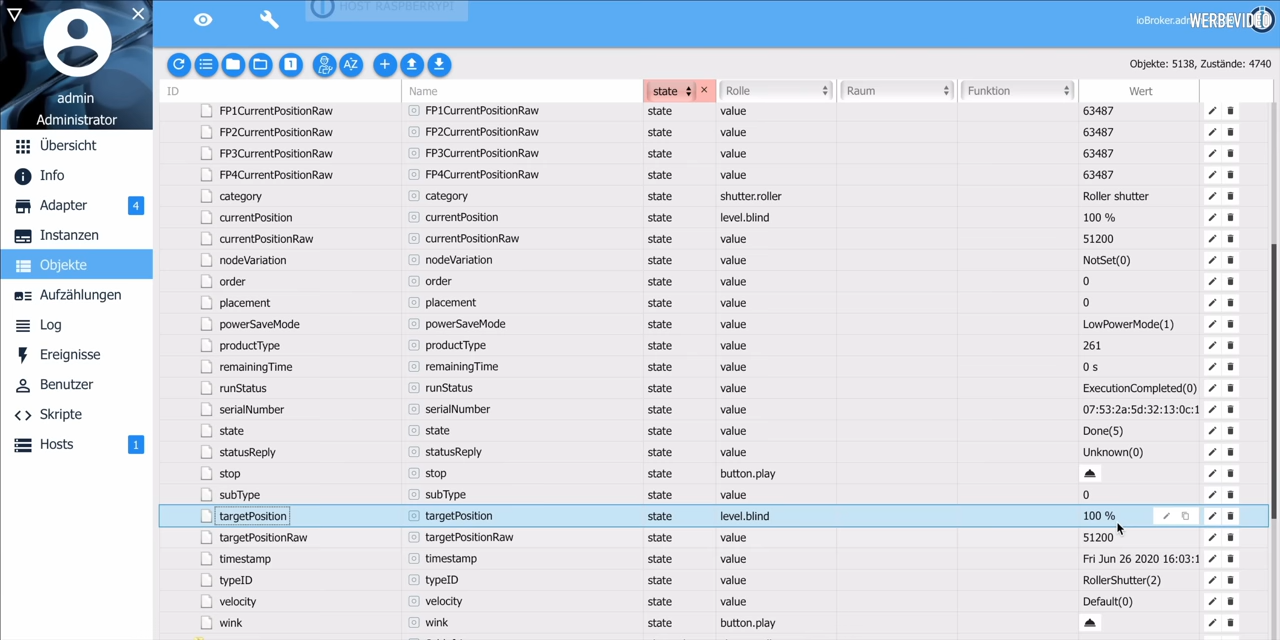 HOST RASPBERRYPI
WERBEVIDEO
admin
Administrator
Übersicht
Info
Adapter 4
Instanzen
Objekte
Aufzählungen
Log
Ereignisse
Benutzer
Skripte
Hosts 1
1 AZ Objekte: 5138, Zustände: 4740
ID Name state Rolle Raum Funktion Wert
FP1CurrentPositionRaw FP1CurrentPositionRaw state value 63487
FP2CurrentPositionRaw FP2CurrentPositionRaw state value 63487
FP3CurrentPositionRaw FP3CurrentPositionRaw state value 63487
FP4CurrentPositionRaw FP4CurrentPositionRaw state value 63487
category category state shutter.roller Roller shutter
currentPosition currentPosition state level.blind 100 %
currentPositionRaw currentPositionRaw state value 51200
nodeVariation nodeVariation state value NotSet(0)
order order state value 0
placement placement state value 0
powerSaveMode powerSaveMode state value LowPowerMode(1)
productType productType state value 261
remainingTime remainingTime state value 0 s
runStatus runStatus state value ExecutionCompleted(0)
serialNumber serialNumber state value 07:53:2a:5d:32:13:0c:1
state state state value Done(5)
statusReply statusReply state value Unknown(0)
stop stop state button.play
subType subType state value 0
targetPosition targetPosition state level.blind 100 %
targetPositionRaw targetPositionRaw state value 51200
timestamp timestamp state value Fri Jun 26 2020 16:03:1
typeID typeID state value RollerShutter(2)
velocity velocity state value Default(0)
wink wink state button.play